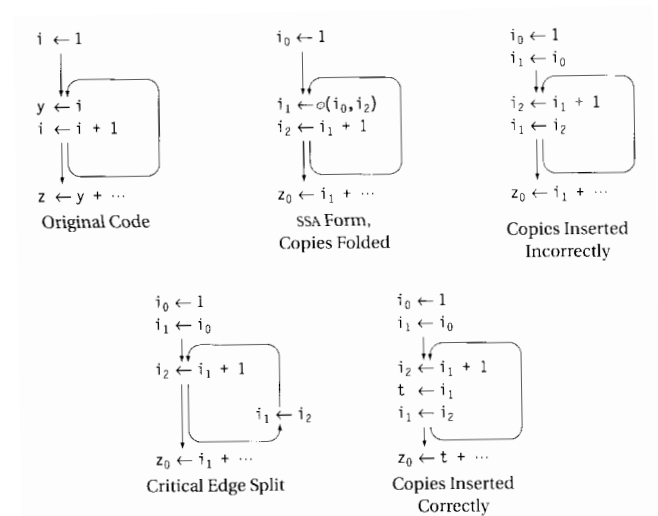 i ← 1
y ← i
i ← i + 1
z ← y + ···
Original Code
i₀ ← 1
i₁ ← ○(i₀,i₂)
i₂ ← i₁ + 1
z₀ ← i₁ + ···
SSA Form,
Copies Folded
i₀ ← 1
i₁ ← i₀
i₂ ← i₁ + 1
i₁ ← i₂
z₀ ← i₁ + ···
Copics Inserted
Incorrectly
i₀ ← 1
i₁ ← i₀
i₂ ← i₁ + 1
i₁ ← i₂
z₀ ← i₁ + ···
Critical Edge Split
i₀ ← 1
i₁ ← i₀
i₂ ← i₁ + 1
t ← i₁
i₁ ← i₂
z₀ ← t + ···
Copies Inserted
Correctly